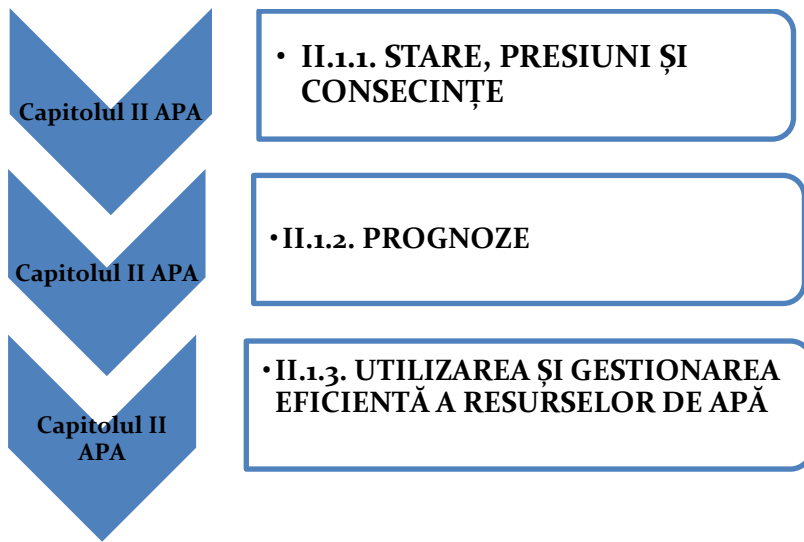 Capitolul II APA
• II.1.1. STARE, PRESIUNI ȘI
CONSECINȚE
Capitolul II APA
•II.1.2. PROGNOZE
Capitolul II
APA
•II.1.3. UTILIZAREA ȘI GESTIONAREA
EFICIENTĂ A RESURSELOR DE APĂ